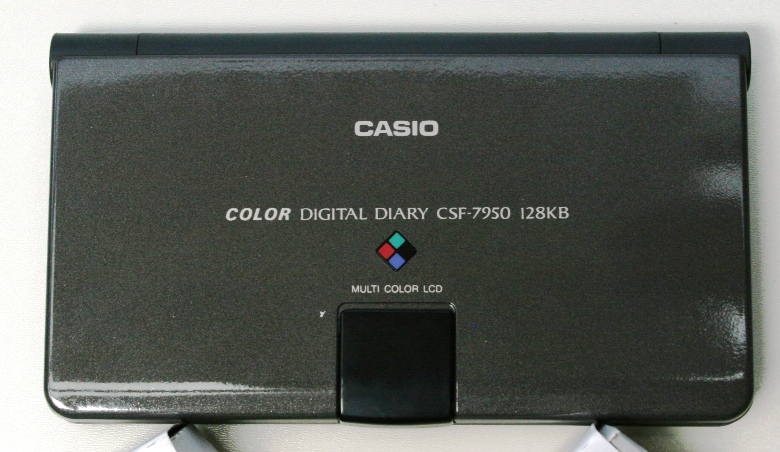 CASIO
COLOR DIGITAL DIARY CSF-7950 128KB
MULTI COLOR LCD